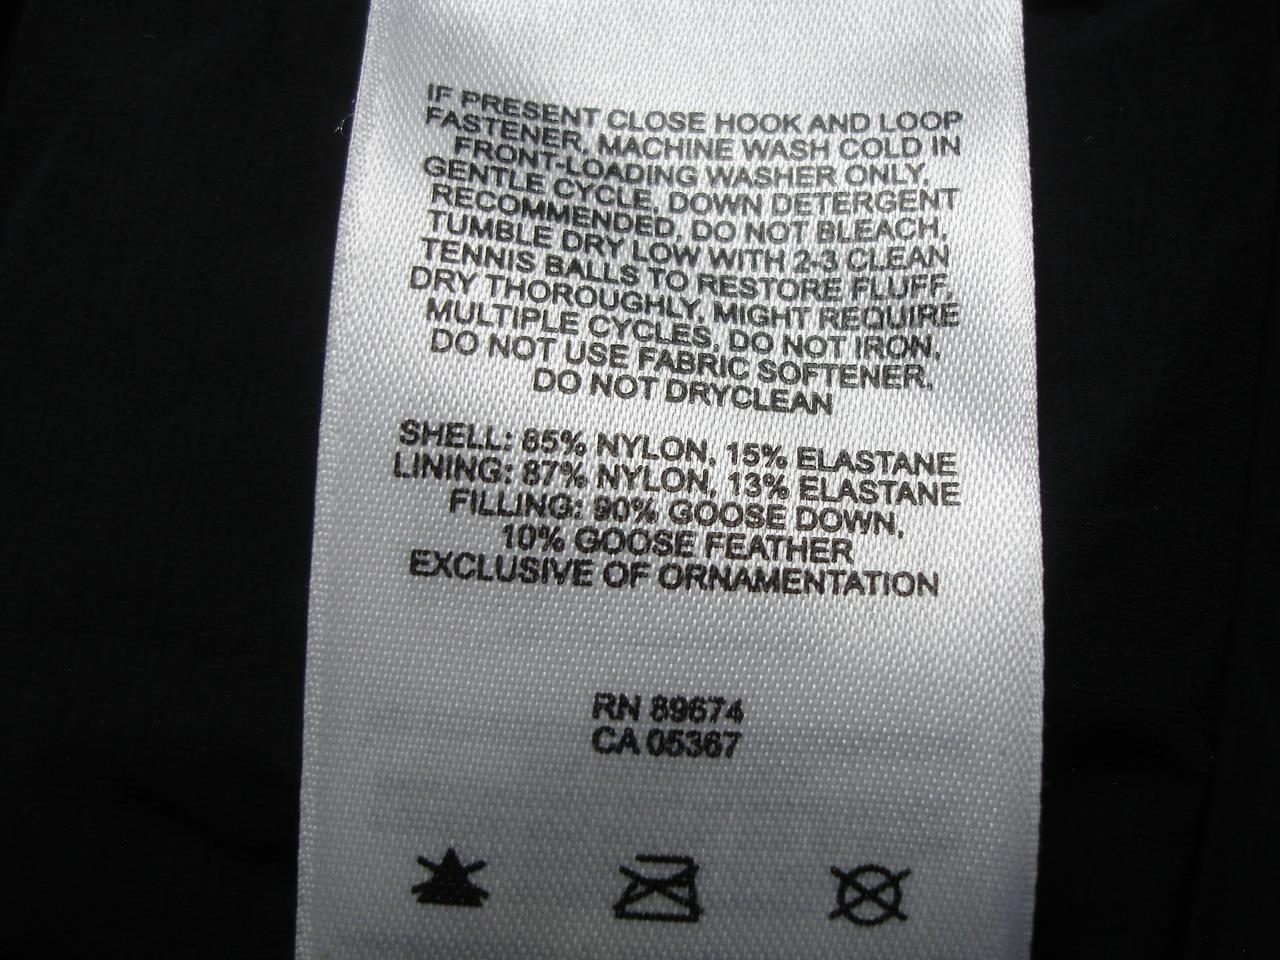 IF PRESENT CLOSE HOOK AND LOOP
FASTENER, MACHINE WASH COLD IN
FRONT-LOADING WASHER ONLY,
GENTLE CYCLE, DOWN DETERGENT
RECOMMENDED, DO NOT BLEACH,
TUMBLE DRY LOW WITH 2-3 CLEAN
TENNIS BALLS TO RESTORE FLUFF,
DRY THOROUGHLY, MIGHT REQUIRE
MULTIPLE CYCLES, DO NOT IRON,
DO NOT USE FABRIC SOFTENER,
DO NOT DRYCLEAN
SHELL: 85% NYLON, 15% ELASTANE
LINING: 87% NYLON, 13% ELASTANE
FILLING: 90% GOOSE DOWN,
10% GOOSE FEATHER
EXCLUSIVE OF ORNAMENTATION
RN 89674
CA 05367